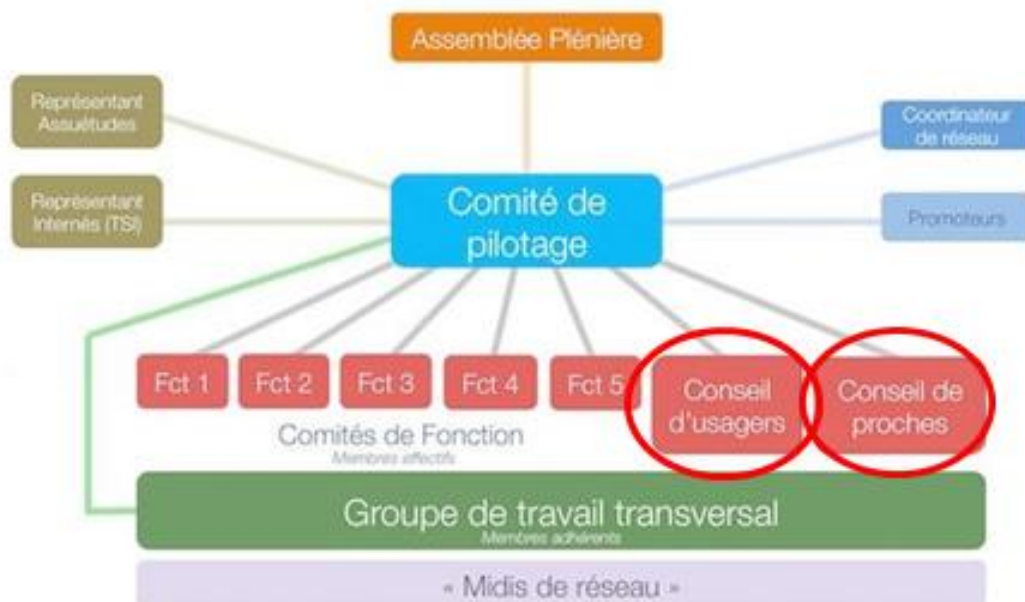 Assemblée Plénière
Représentant
Assuétudes
Coordinateur
de réseau
Comité de
pilotage
Représentant
Internés (TSI)
Promoteurs
Fct 1
Fct 2
Fct 3
Fct 4
Fct 5
Conseil
d'usagers
Conseil de
proches
Comités de Fonction
Membres effectifs
Groupe de travail transversal
Membres adhérents
« Midis de réseau »